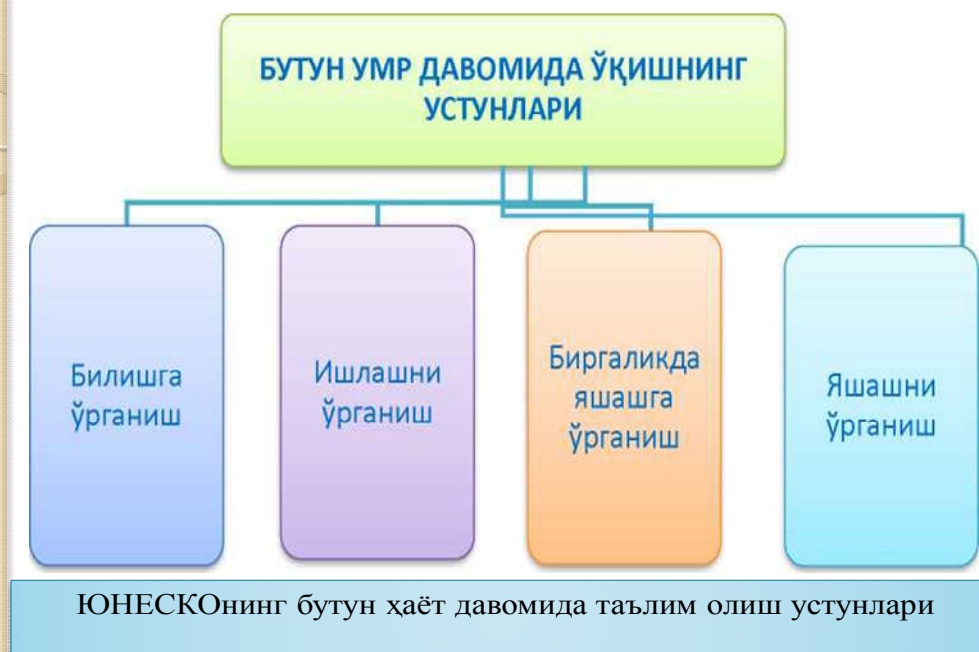 БУТУН УМР ДАВОМИДА ЎҚИШНИНГ
УСТУНЛАРИ
Билишга
ўрганиш
Ишлашни
ўрганиш
Биргаликда
яшашга
ўрганиш
Яшашни
ўрганиш
ЮНЕСКОнинг бутун ҳаёт давомида таълим олиш устунлари